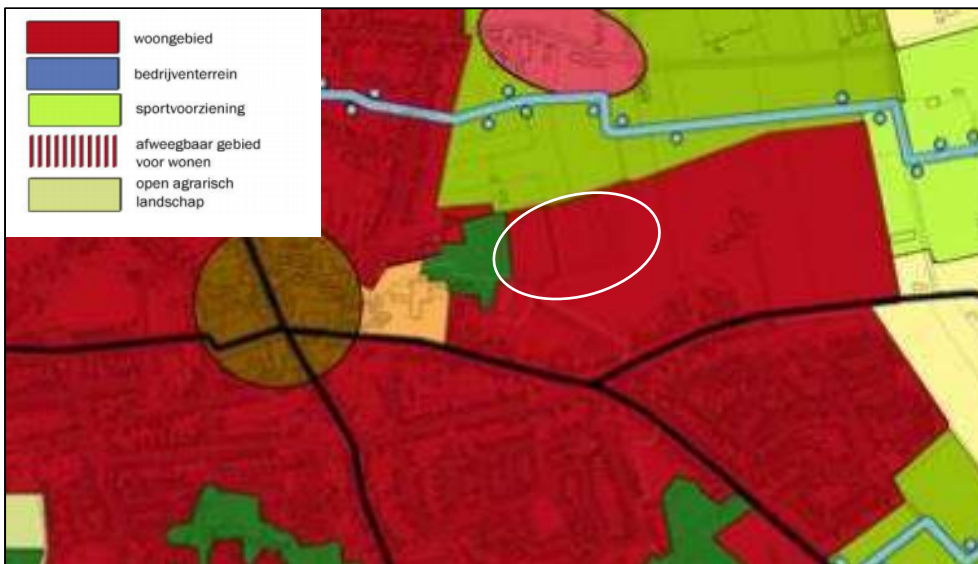 woongebied
bedrijventerrein
sportvoorziening
afweegbaar gebied
voor wonen
open agrarisch
landschap